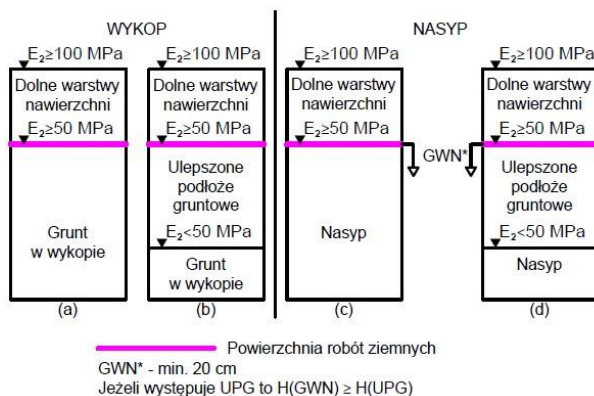 WYKOP
NASYP
E₂≥100 MPa
E₂≥100 MPa
E₂≥100 MPa
E₂≥100 MPa
Dolne warstwy
nawierzchni
Dolne warstwy
nawierzchni
Dolne warstwy
nawierzchni
Dolne warstwy
nawierzchni
E₂≥50 MPa
E₂≥50 MPa
E₂≥50 MPa
E₂≥50 MPa
GWN*
Grunt
w wykopie
Ulepszone
podłoże
gruntowe
E₂<50 MPa
Grunt
w wykopie
Nasyp
Ulepszone
podłoże
gruntowe
E₂<50 MPa
Nasyp
(a)
(b)
(c)
(d)
Powierzchnia robót ziemnych
GWN* - min. 20 cm
Jeżeli występuje UPG to H(GWN) ≥ H(UPG)